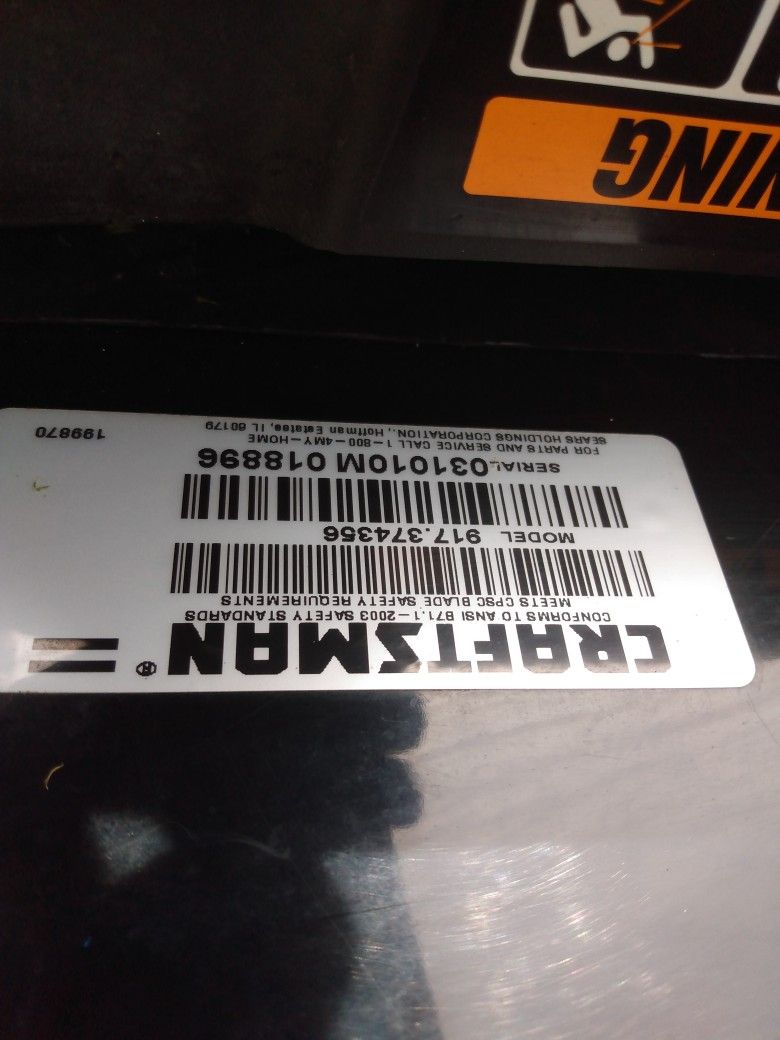 CRAFTSMAN®
CONFORMS TO ANSI B71.1-2003 SAFETY STANDARDS
MEETS CPSC BLADE SAFETY REQUIREMENTS
MODEL 917.374356
SERIAL 031010M 018896
FOR PARTS AND SERVICE CALL 1-800-4MY-HOME
SEARS HOLDINGS CORPORATION., Hoffman Estates, IL 60179
199870
NING